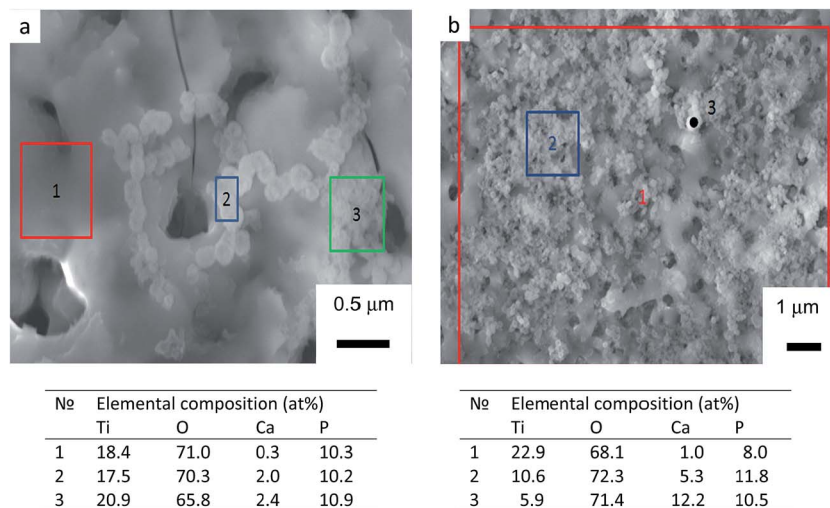 a
1
2
3
0.5 μm
b
3
2
1
1 μm
№ Elemental composition (at%)
Ti O Ca P
1 18.4 71.0 0.3 10.3
2 17.5 70.3 2.0 10.2
3 20.9 65.8 2.4 10.9
№ Elemental composition (at%)
Ti O Ca P
1 22.9 68.1 1.0 8.0
2 10.6 72.3 5.3 11.8
3 5.9 71.4 12.2 10.5